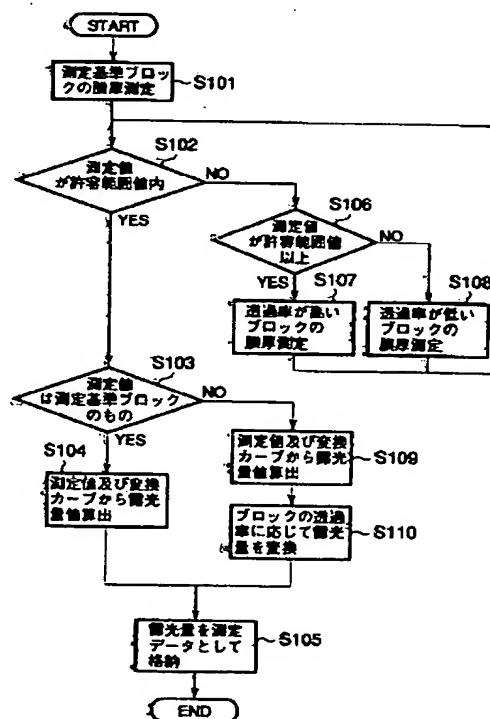 START
測定基準ブロッ
クの膜厚測定
S101
S102
測定値
が許容範囲値内
NO
YES
S106
測定値
が許容範囲値
以上
NO
YES
S107
S108
透過率が高い
ブロックの
膜厚測定
透過率が低い
ブロックの
膜厚測定
S103
測定値
は測定基準ブロック
のもの
NO
YES
S104
測定値及び変換
カーブから露光
量値算出
測定値及び変換
カーブから露光
量値算出
S109
ブロックの透過
率に応じて露光
量を変換
S110
露光量を測定
データとして
格納
S105
END